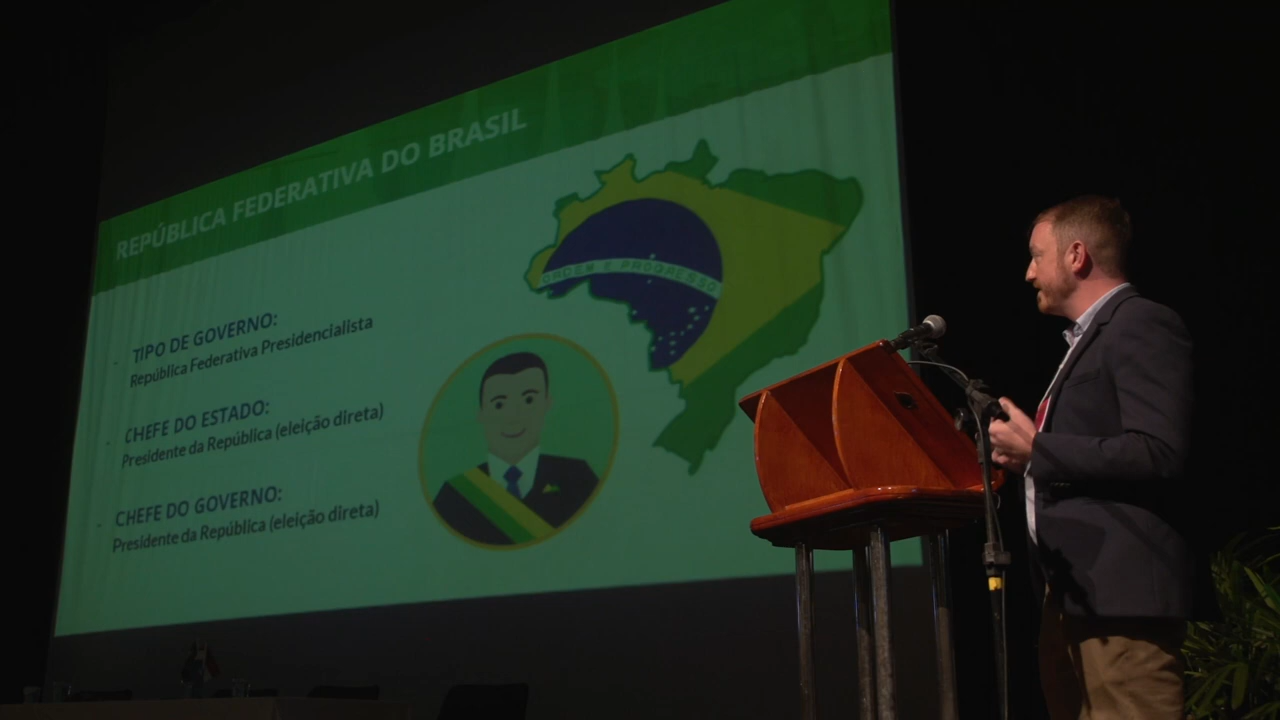 REPÚBLICA FEDERATIVA DO BRASIL
ORDEM E PROGRESSO
TIPO DE GOVERNO:
República Federativa Presidencialista
CHEFE DO ESTADO:
Presidente da República (eleição direta)
CHEFE DO GOVERNO:
Presidente da República (eleição direta)